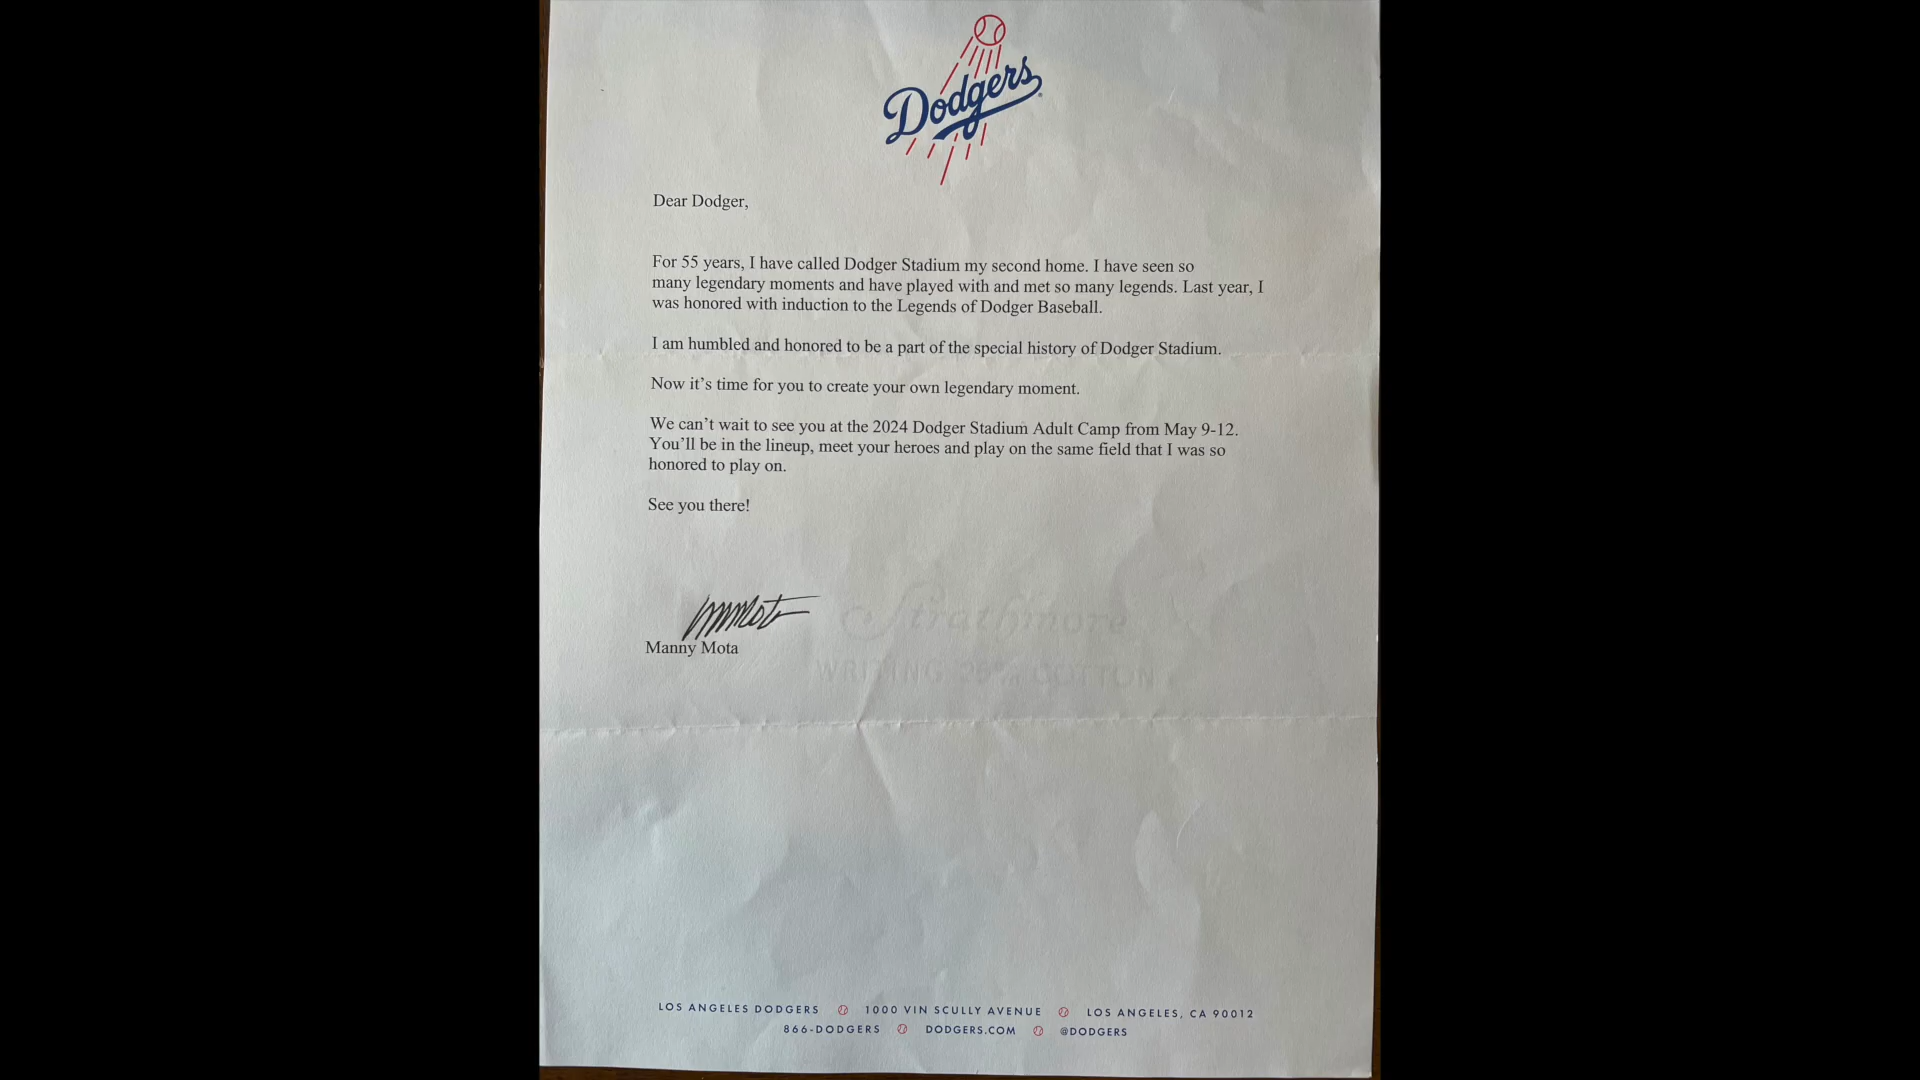 Dodgers
Dear Dodger,
For 55 years, I have called Dodger Stadium my second home. I have seen so
many legendary moments and have played with and met so many legends. Last year, I
was honored with induction to the Legends of Dodger Baseball.
I am humbled and honored to be a part of the special history of Dodger Stadium.
Now it’s time for you to create your own legendary moment.
We can’t wait to see you at the 2024 Dodger Stadium Adult Camp from May 9-12.
You’ll be in the lineup, meet your heroes and play on the same field that I was so
honored to play on.
See you there!
MMota
Manny Mota
Strathmore
WRITING 25% COTTON
LOS ANGELES DODGERS 1000 VIN SCULLY AVENUE LOS ANGELES, CA 90012
866-DODGERS DODGERS.COM @DODGERS